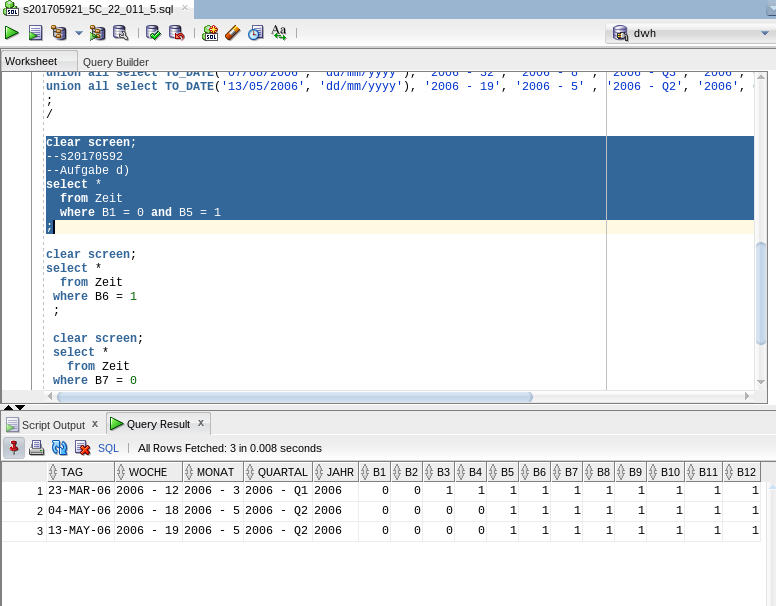 s201705921_5C_22_011_5.sql ×
dwh
Worksheet Query Builder
union all select TO_DATE('07/08/2006', 'dd/mm/yyyy'), '2006 - 32', '2006 - 8' , '2006 - Q3', '2006',
union all select TO_DATE('13/05/2006', 'dd/mm/yyyy'), '2006 - 19', '2006 - 5' , '2006 - Q2', '2006',
;
/
clear screen;
--s20170592
--Aufgabe d)
select *
from Zeit
where B1 = 0 and B5 = 1
;
clear screen;
select *
from Zeit
where B6 = 1
;
clear screen;
select *
from Zeit
where B7 = 0
Script Output x Query Result x
SQL | All Rows Fetched: 3 in 0.008 seconds
TAG WOCHE MONAT QUARTAL JAHR B1 B2 B3 B4 B5 B6 B7 B8 B9 B10 B11 B12
1 23-MAR-06 2006 - 12 2006 - 3 2006 - Q1 2006 0 0 1 1 1 1 1 1 1 1 1 1
2 04-MAY-06 2006 - 18 2006 - 5 2006 - Q2 2006 0 0 0 0 1 1 1 1 1 1 1 1
3 13-MAY-06 2006 - 19 2006 - 5 2006 - Q2 2006 0 0 0 0 1 1 1 1 1 1 1 1